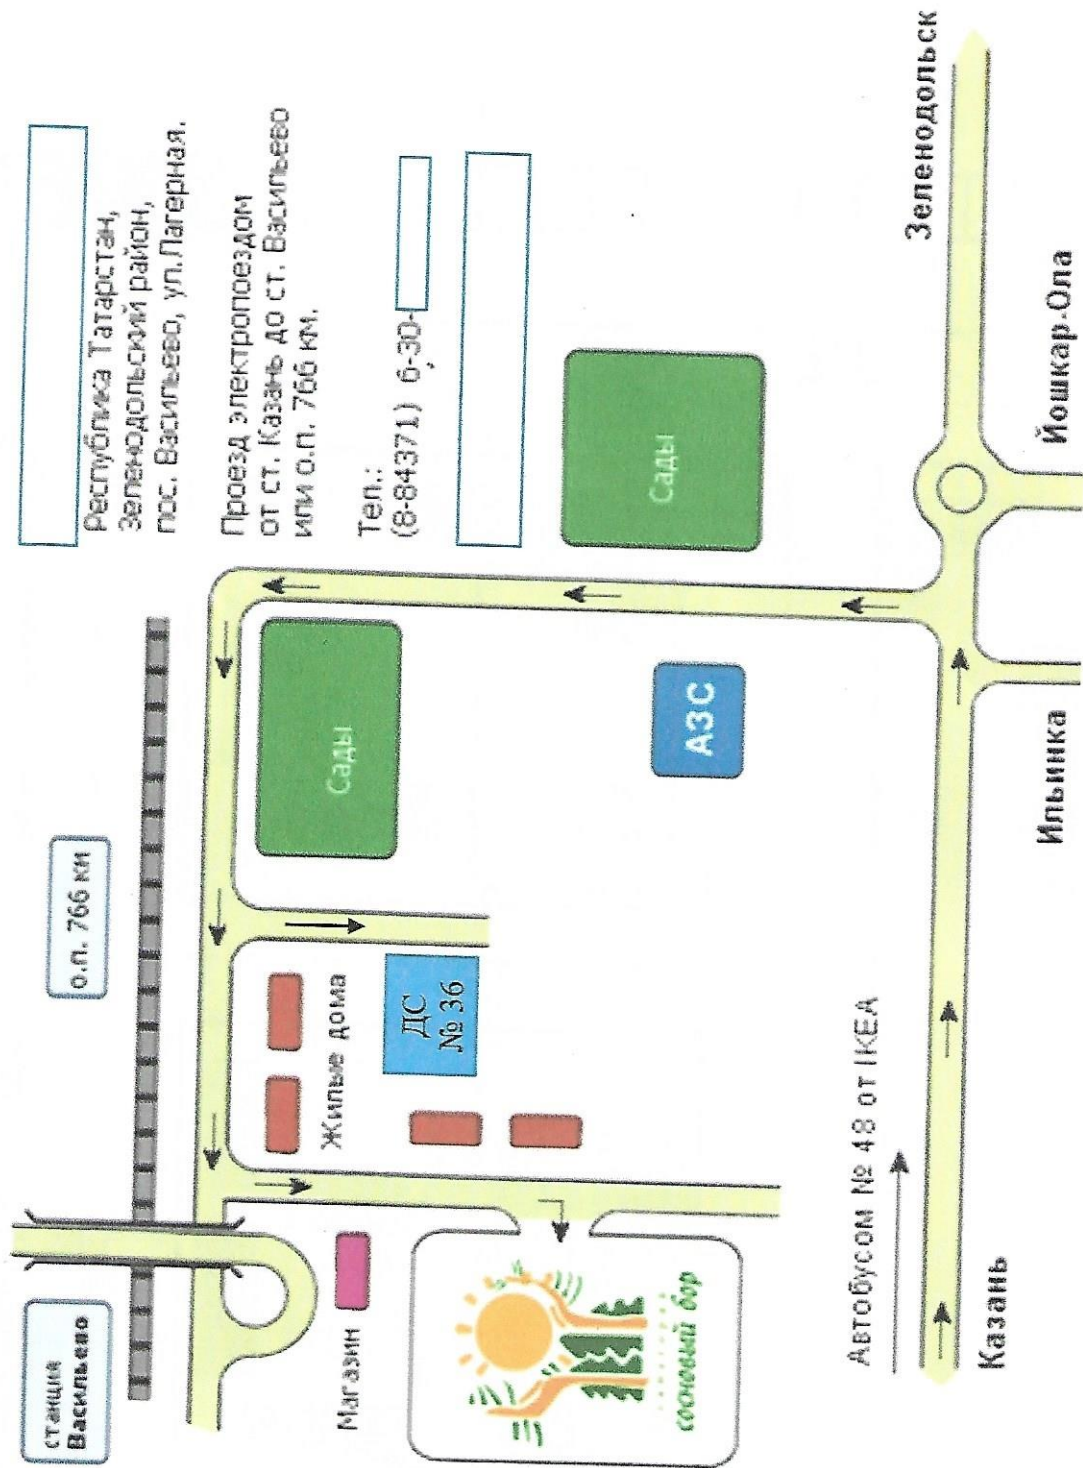 станция
Васильево
о.п. 766 км
Республика Татарстан,
Зеленодольский район,
пос. Васильево, ул.Лагерная.
Проезд электропоездом
от ст. Казань до ст. Васильево
или о.п. 766 км.
Тел.:
(8-84371) 6-30-
Магазин
Жилые дома
ДС
№ 36
Сады
Сады
АЗС
сосновый бор
Автобусом № 48 от IKEA
Казань
Ильинка
Йошкар-Ола
Зеленодольск